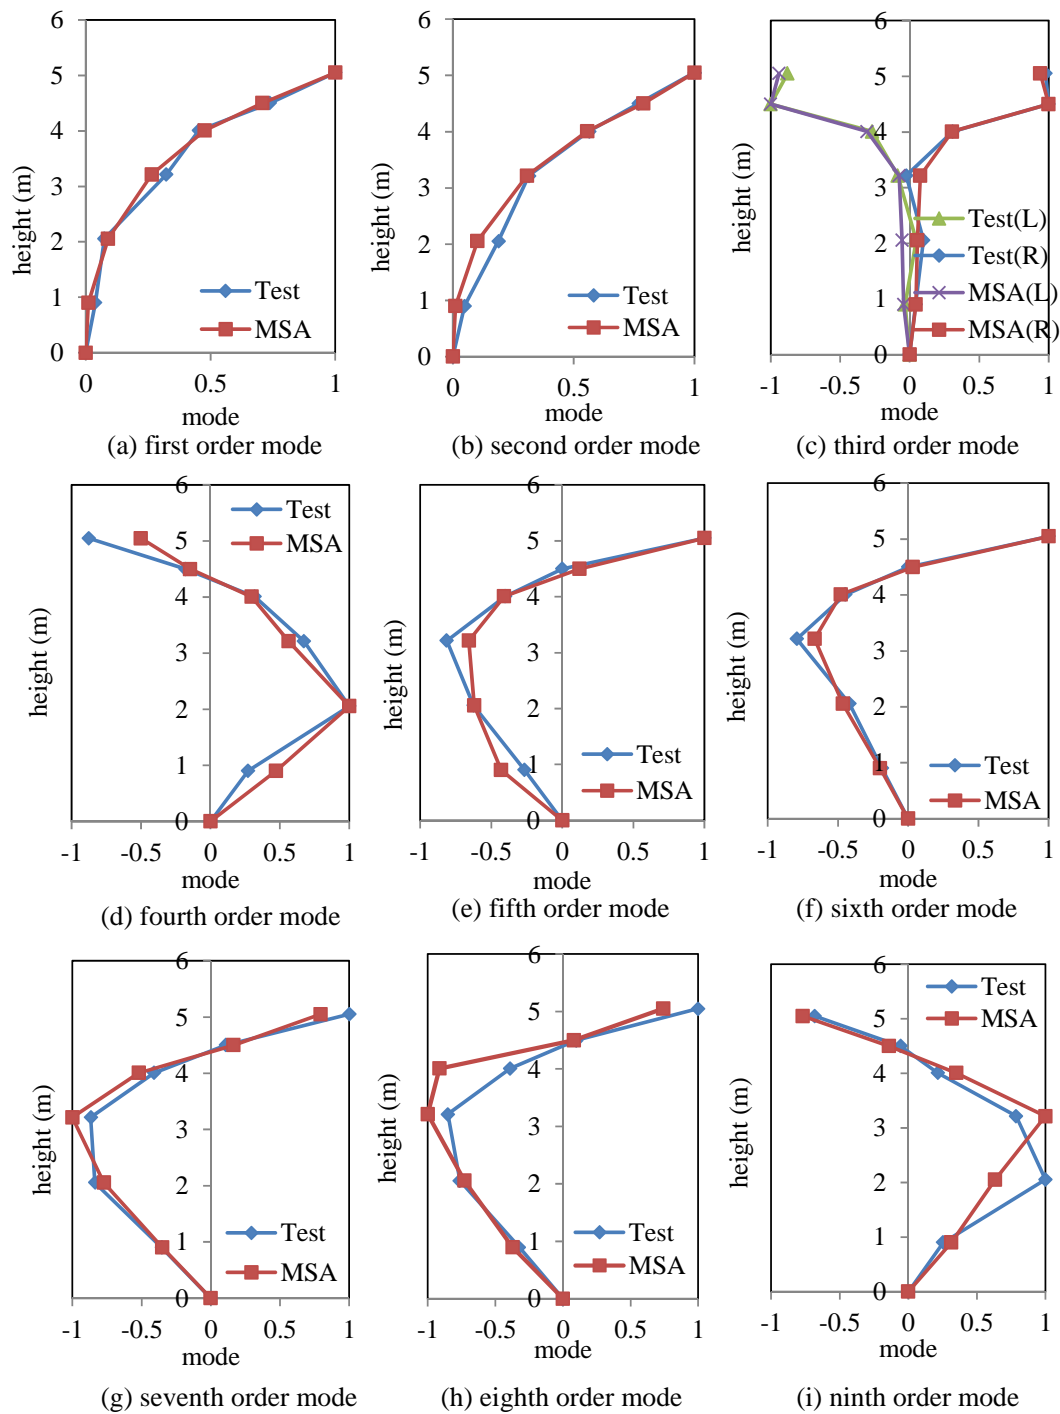 6
5
4
3
2
1
0
height (m)
Test
MSA
0
0.5
1
mode
(a) first order mode
6
5
4
3
2
1
0
height (m)
Test
MSA
0
0.5
1
mode
(b) second order mode
6
5
4
3
2
1
0
height (m)
Test(L)
Test(R)
MSA(L)
MSA(R)
-1
-0.5
0
0.5
1
mode
(c) third order mode
6
5
4
3
2
1
0
height (m)
Test
MSA
-1
-0.5
0
0.5
1
mode
(d) fourth order mode
6
5
4
3
2
1
0
height (m)
Test
MSA
-1
-0.5
0
0.5
1
mode
(e) fifth order mode
6
5
4
3
2
1
0
height (m)
Test
MSA
-1
-0.5
0
0.5
1
mode
(f) sixth order mode
6
5
4
3
2
1
0
height (m)
Test
MSA
-1
-0.5
0
0.5
1
mode
(g) seventh order mode
6
5
4
3
2
1
0
height (m)
Test
MSA
-1
-0.5
0
0.5
1
mode
(h) eighth order mode
6
5
4
3
2
1
0
height (m)
Test
MSA
-1
-0.5
0
0.5
1
mode
(i) ninth order mode